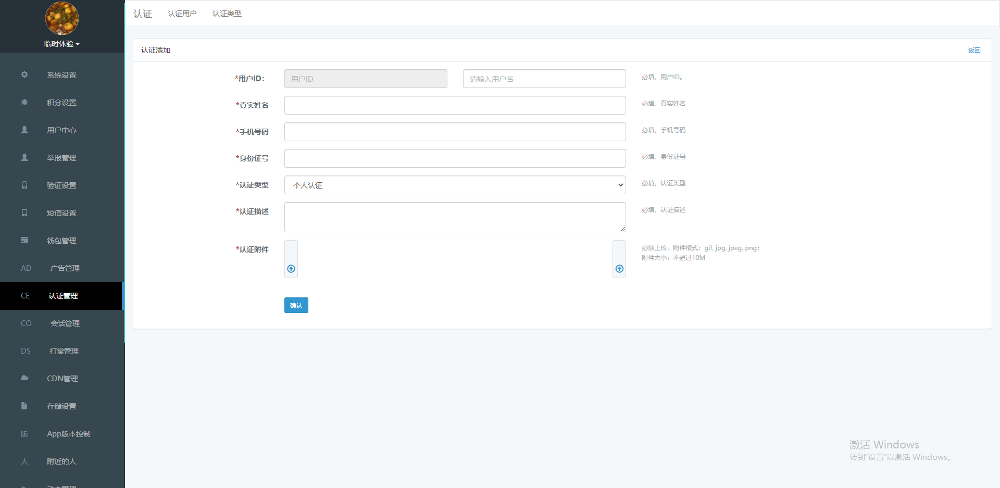 临时体验
系统设置
积分设置
用户中心
举报管理
验证设置
短信设置
钱包管理
AD 广告管理
CE 认证管理
CO 会话管理
DS 打赏管理
CDN管理
存储设置
版 App版本控制
人 附近的人
认证 认证用户 认证类型
认证添加 返回
*用户ID： 用户ID 请输入用户名 必填，用户ID。
*真实姓名 必填，真实姓名
*手机号码 必填，手机号码
*身份证号 必填，身份证号
*认证类型 个人认证 必填，认证类型
*认证描述 必填，认证描述
*认证附件 必须上传，附件格式：gif, jpg, jpeg, png；
附件大小：不超过10M
确认
激活 Windows
转到“设置”以激活 Windows。